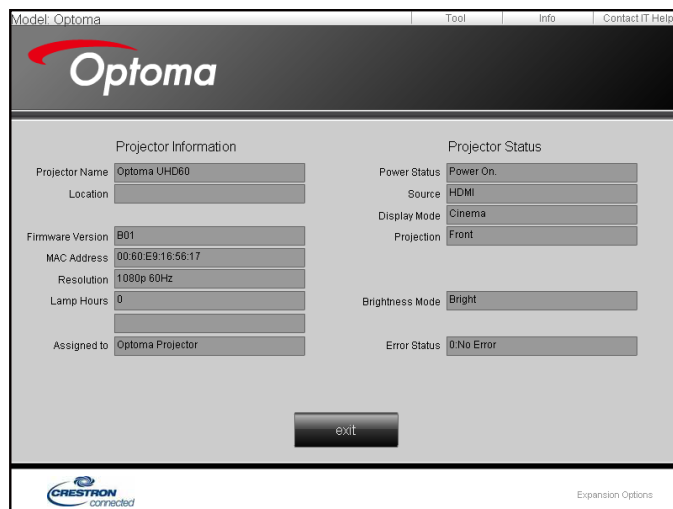 Model: Optoma Tool Info Contact IT Help
Optoma
Projector Information
Projector Name Optoma UHD60
Location
Firmware Version B01
MAC Address 00:60:E9:16:56:17
Resolution 1080p 60Hz
Lamp Hours 0
Assigned to Optoma Projector
Projector Status
Power Status Power On.
Source HDMI
Display Mode Cinema
Projection Front
Brightness Mode Bright
Error Status 0:No Error
exit
CRESTRON
connected
Expansion Options